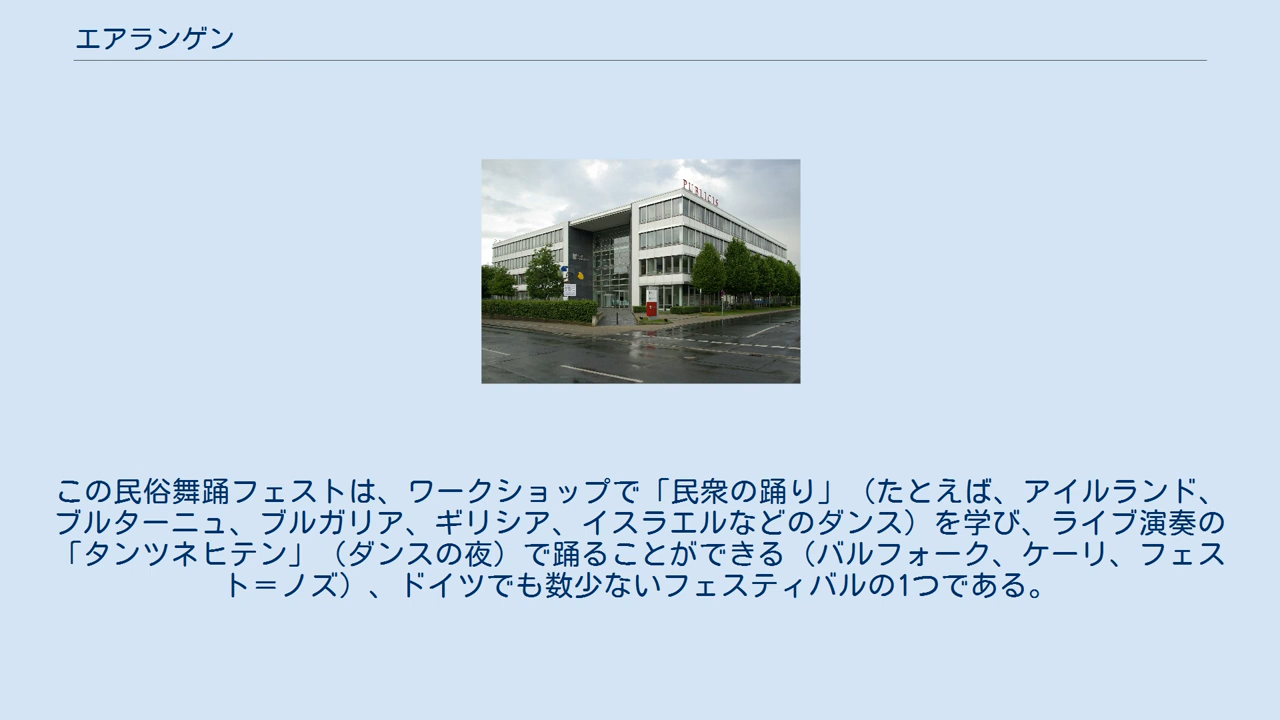 エアランゲン
PUBLICIS
この民俗舞踊フェストは、ワークショップで「民衆の踊り」（たとえば、アイルランド、
ブルターニュ、ブルガリア、ギリシア、イスラエルなどのダンス）を学び、ライブ演奏の
「タンツネヒテン」（ダンスの夜）で踊ることができる（バルフォーク、ケーリ、フェス
ト＝ノズ）、ドイツでも数少ないフェスティバルの1つである。